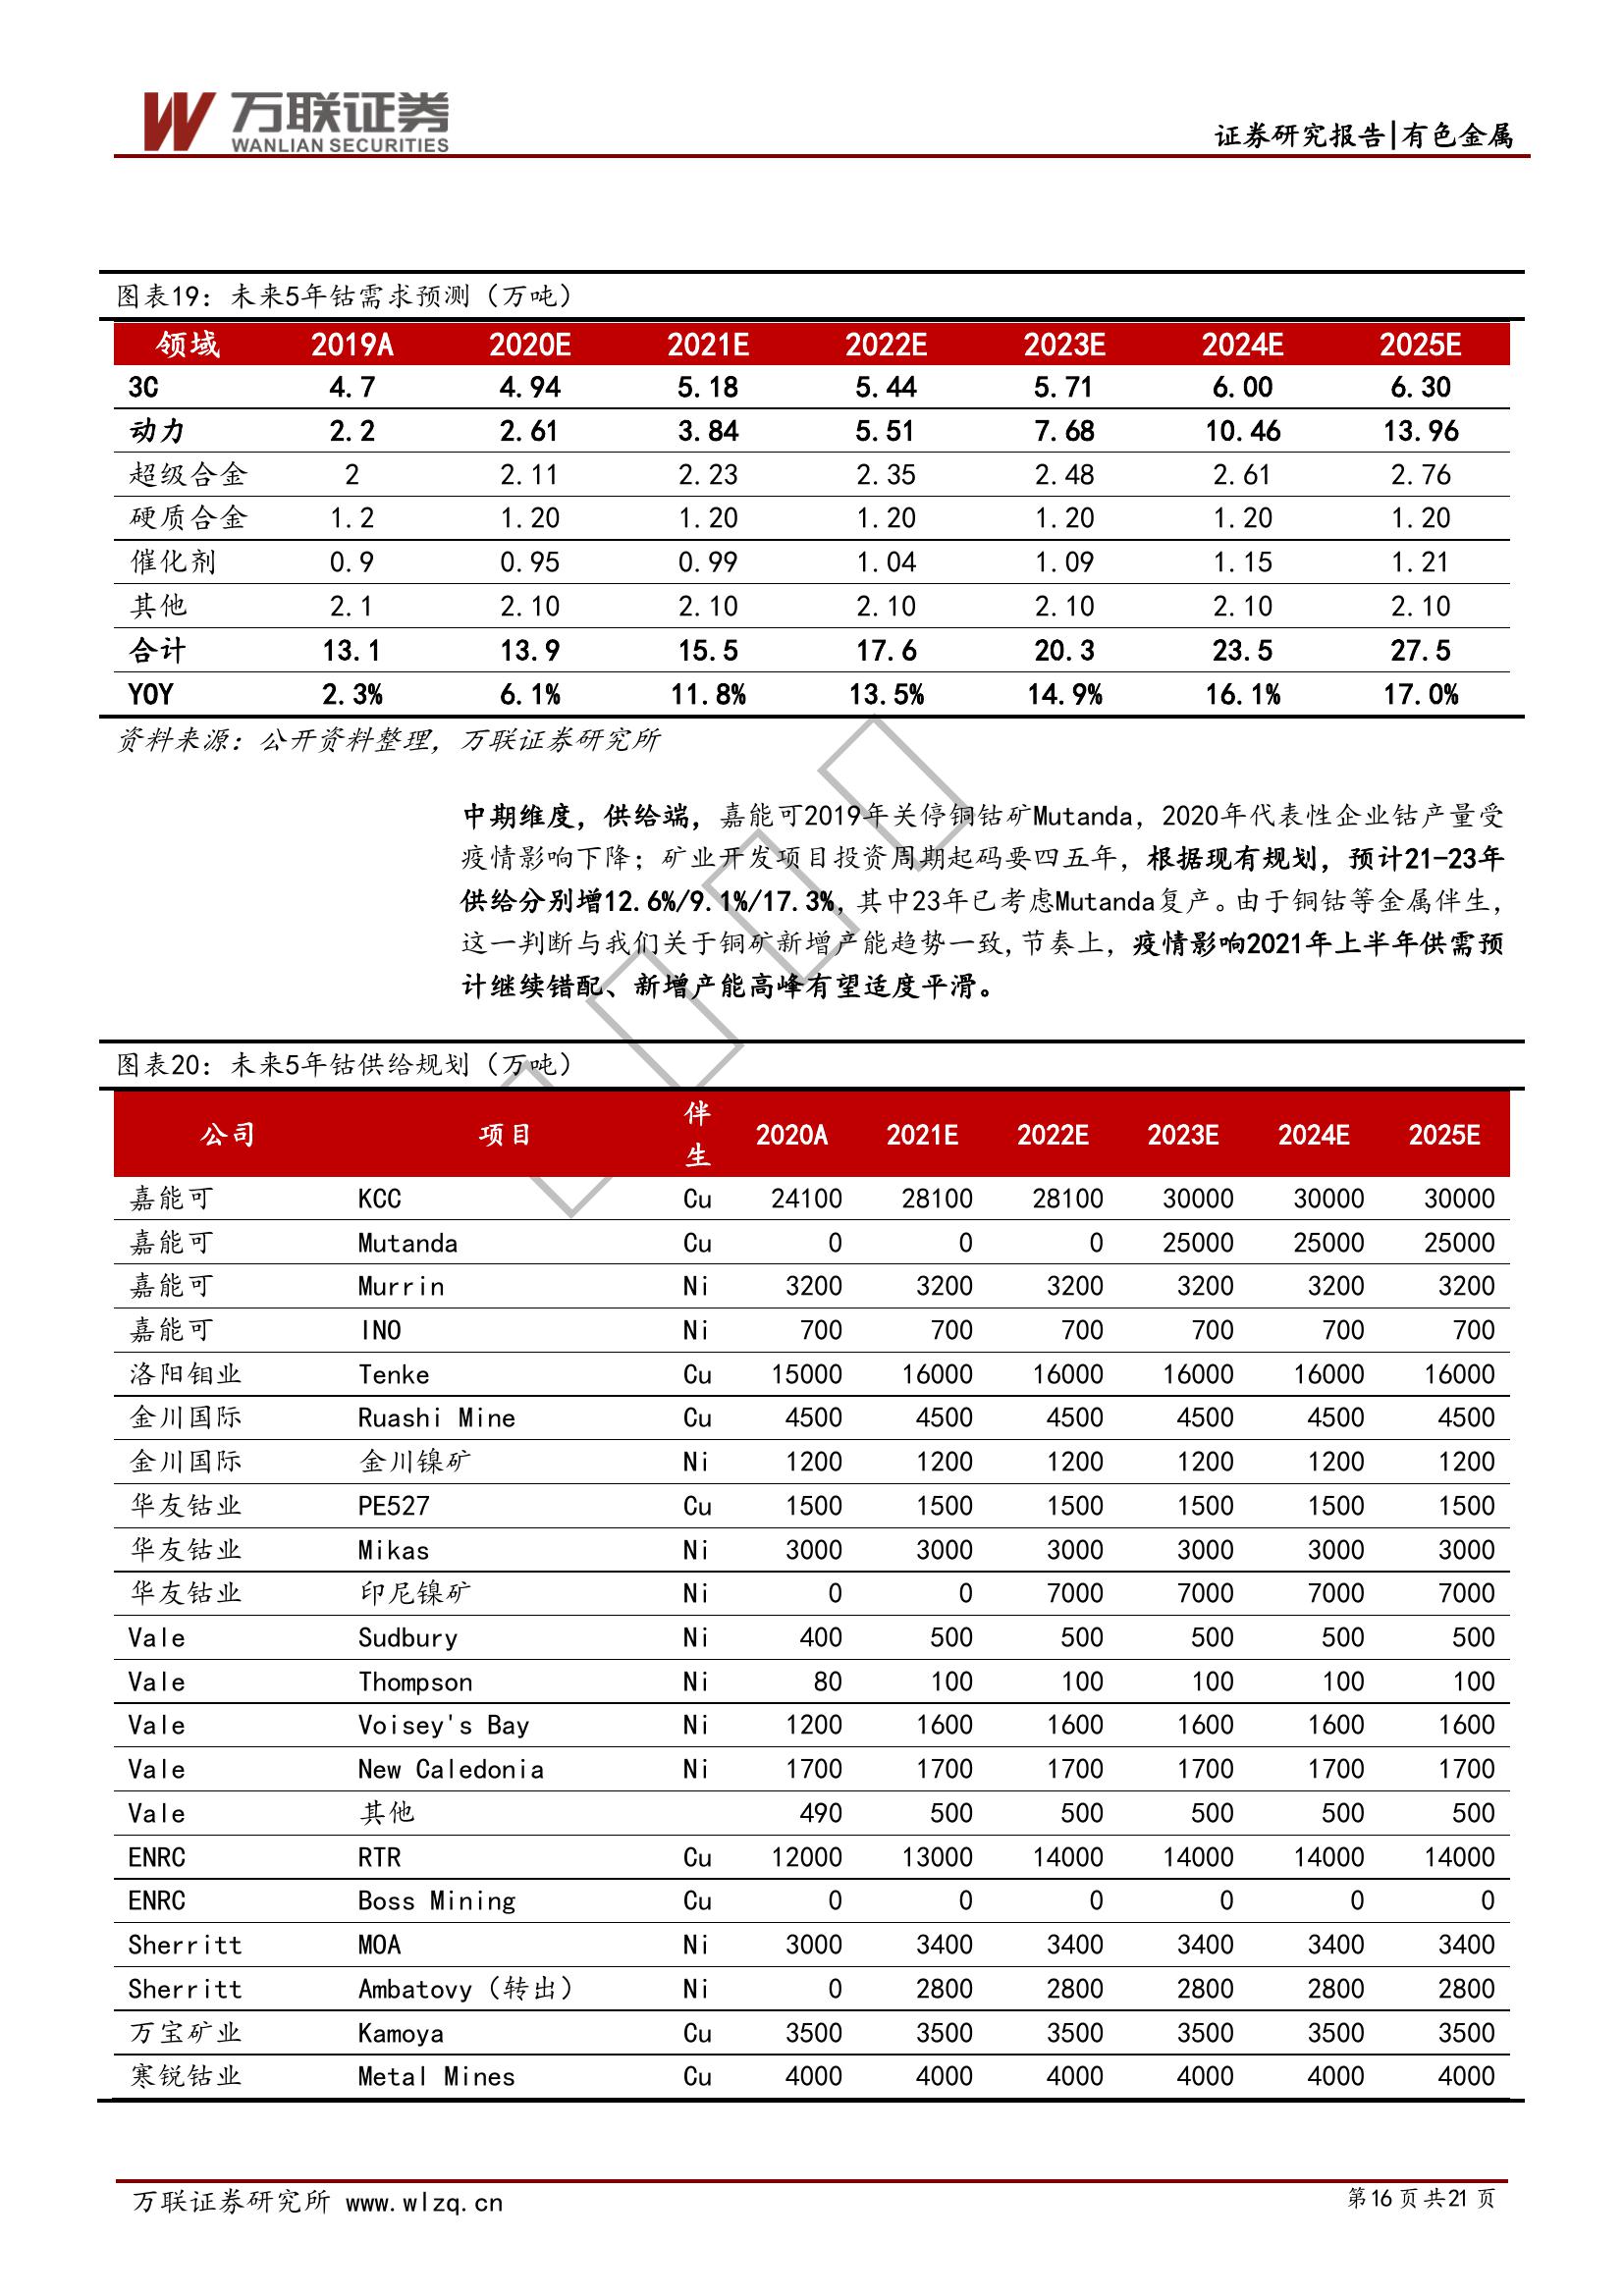 万联证券
WANLIAN SECURITIES
证券研究报告|有色金属
图表19：未来5年钴需求预测（万吨）
领域 2019A 2020E 2021E 2022E 2023E 2024E 2025E
3C 4.7 4.94 5.18 5.44 5.71 6.00 6.30
动力 2.2 2.61 3.84 5.51 7.68 10.46 13.96
超级合金 2 2.11 2.23 2.35 2.48 2.61 2.76
硬质合金 1.2 1.20 1.20 1.20 1.20 1.20 1.20
催化剂 0.9 0.95 0.99 1.04 1.09 1.15 1.21
其他 2.1 2.10 2.10 2.10 2.10 2.10 2.10
合计 13.1 13.9 15.5 17.6 20.3 23.5 27.5
YOY 2.3% 6.1% 11.8% 13.5% 14.9% 16.1% 17.0%
资料来源：公开资料整理，万联证券研究所
中期维度，供给端，嘉能可2019年关停铜钴矿Mutanda，2020年代表性企业钴产量受
疫情影响下降；矿业开发项目投资周期起码要四五年，根据现有规划，预计21-23年
供给分别增12.6%/9.1%/17.3%，其中23年已考虑Mutanda复产。由于铜钴等金属伴生，
这一判断与我们关于铜矿新增产能趋势一致,节奏上，疫情影响2021年上半年供需预
计继续错配、新增产能高峰有望适度平滑。
图表20：未来5年钴供给规划（万吨）
公司 项目 伴生 2020A 2021E 2022E 2023E 2024E 2025E
嘉能可 KCC Cu 24100 28100 28100 30000 30000 30000
嘉能可 Mutanda Cu 0 0 0 25000 25000 25000
嘉能可 Murrin Ni 3200 3200 3200 3200 3200 3200
嘉能可 INO Ni 700 700 700 700 700 700
洛阳钼业 Tenke Cu 15000 16000 16000 16000 16000 16000
金川国际 Ruashi Mine Cu 4500 4500 4500 4500 4500 4500
金川国际 金川镍矿 Ni 1200 1200 1200 1200 1200 1200
华友钴业 PE527 Cu 1500 1500 1500 1500 1500 1500
华友钴业 Mikas Ni 3000 3000 3000 3000 3000 3000
华友钴业 印尼镍矿 Ni 0 0 7000 7000 7000 7000
Vale Sudbury Ni 400 500 500 500 500 500
Vale Thompson Ni 80 100 100 100 100 100
Vale Voisey's Bay Ni 1200 1600 1600 1600 1600 1600
Vale New Caledonia Ni 1700 1700 1700 1700 1700 1700
Vale 其他 490 500 500 500 500 500
ENRC RTR Cu 12000 13000 14000 14000 14000 14000
ENRC Boss Mining Cu 0 0 0 0 0 0
Sherritt MOA Ni 3000 3400 3400 3400 3400 3400
Sherritt Ambatovy（转出） Ni 0 2800 2800 2800 2800 2800
万宝矿业 Kamoya Cu 3500 3500 3500 3500 3500 3500
寒锐钴业 Metal Mines Cu 4000 4000 4000 4000 4000 4000
万联证券研究所 www.wlzq.cn
第16页共21页